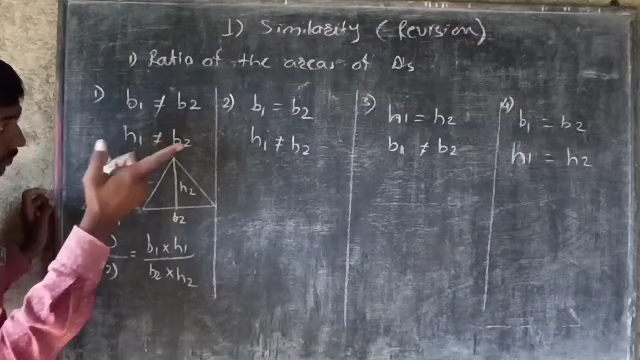 1) Similarity (Revision)
1) Ratio of the areas of Δs
1) b1 ≠ b2
h1 ≠ b2
h2
b2
) = b1 x h1
2) b2 x h2
2) b1 = b2
h1 ≠ b2
3) h1 = h2
b1 ≠ b2
4) b1 = b2
h1 = h2